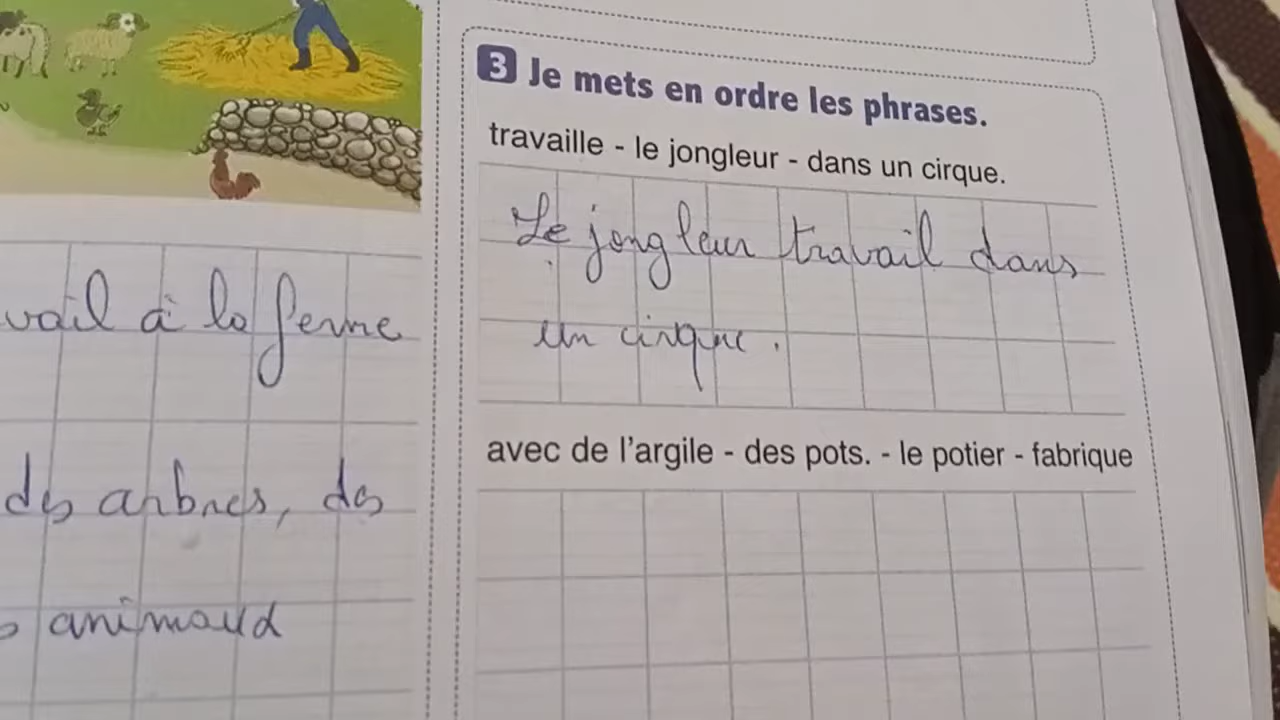 3 Je mets en ordre les phrases.
travaille - le jongleur - dans un cirque.
Le jongleur travail dans
un cirque.
avec de l'argile - des pots. - le potier - fabrique
vail à la ferme
des arbres, des
animaux